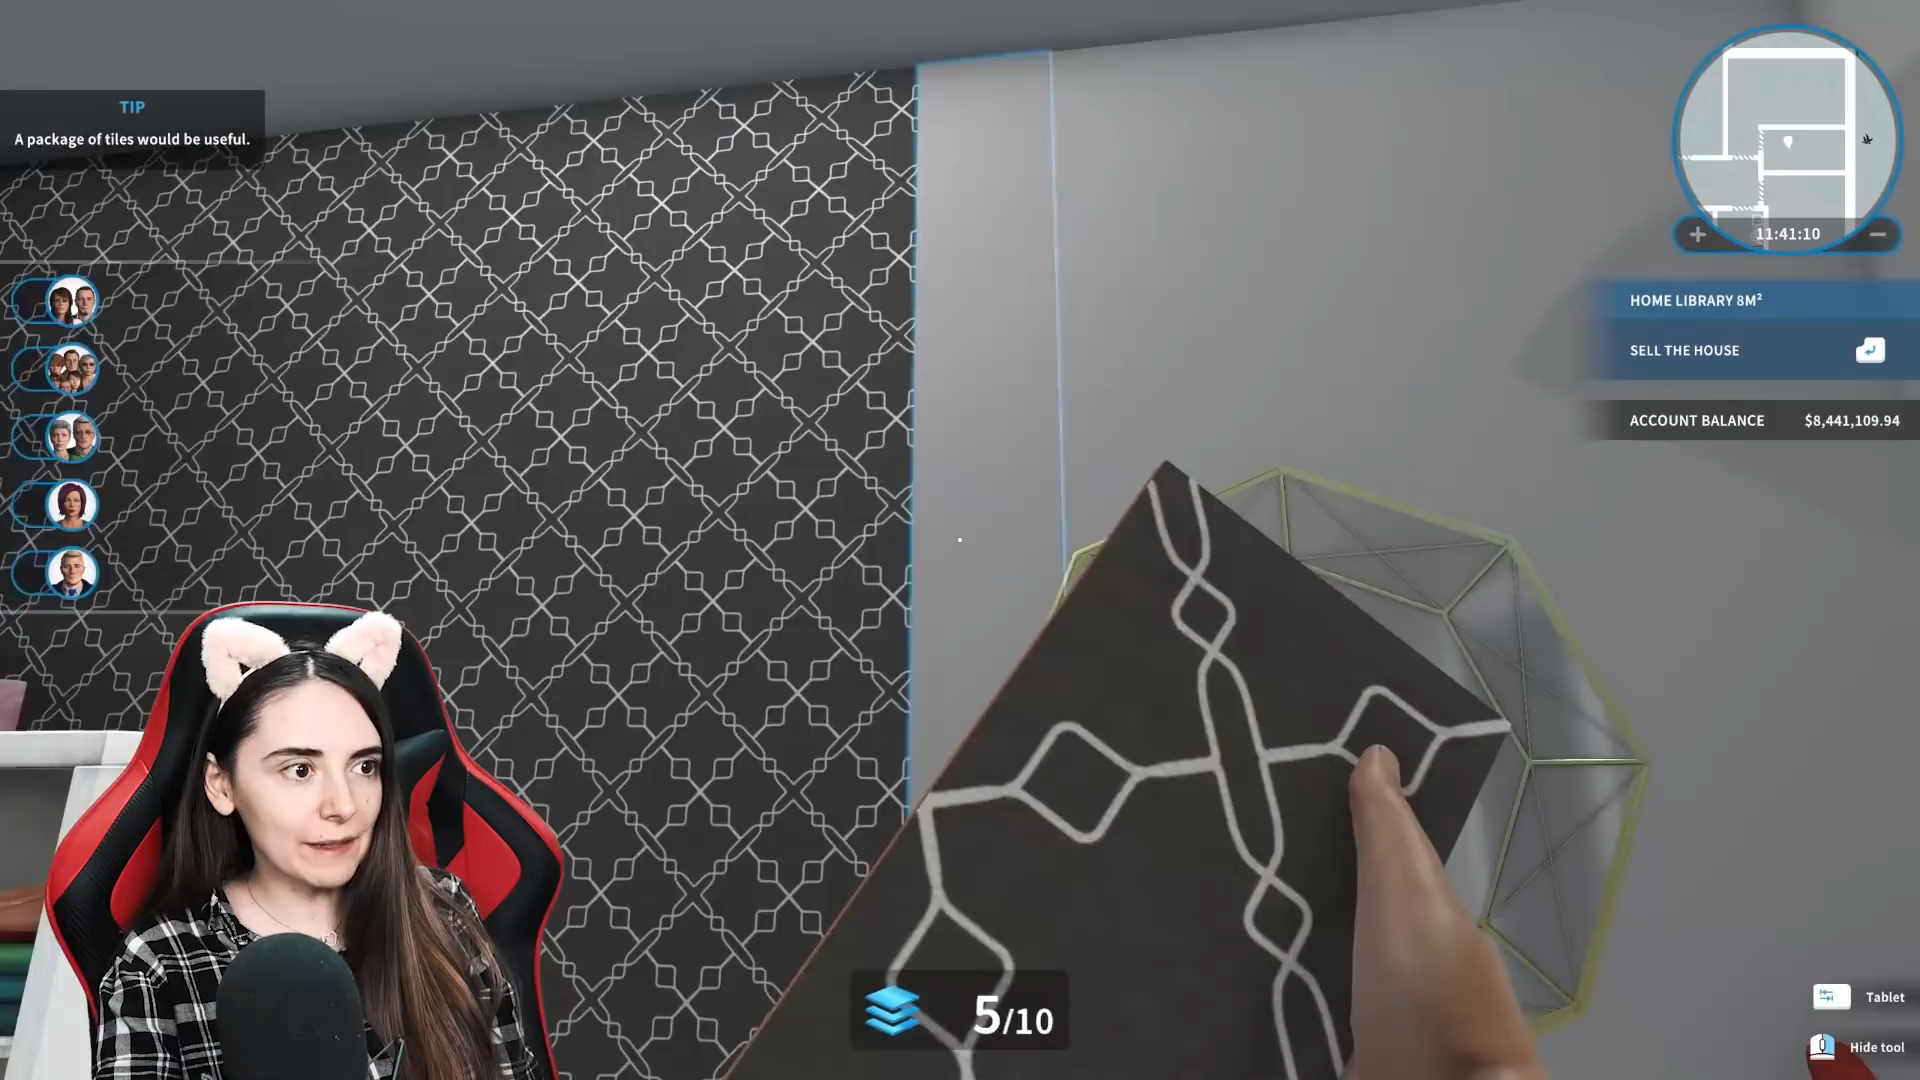 TIP
A package of tiles would be useful.
11:41:10
HOME LIBRARY 8M²
SELL THE HOUSE
ACCOUNT BALANCE $8,441,109.94
5/10
Tablet
Hide tool